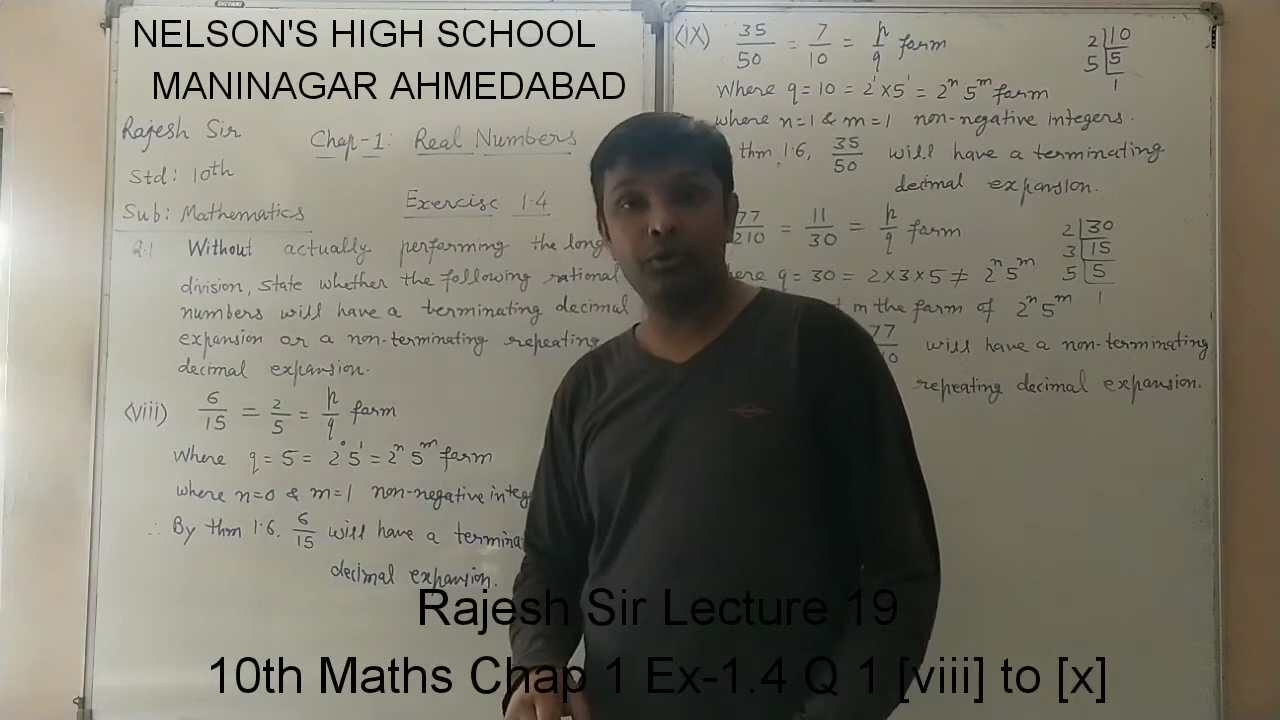 NELSON'S HIGH SCHOOL
MANINAGAR AHMEDABAD
Rajesh Sir
Std: 10th
Sub: Mathematics
Chap-1: Real Numbers
Exercise 1.4
Q.1 Without actually performing the long
division, state whether the following rational
numbers will have a terminating decimal
expansion or a non-terminating repeating
decimal expansion.
(viii) 6/15 = 2/5 = p/q form
Where q = 5 = 2⁰5¹ = 2ⁿ 5ᵐ form
where n=0 & m=1 non-negative
∴ By thm 1.6. 6/15 will have a
decimal expansion.
(ix) 35/50 = 7/10 = p/q form
Where q = 10 = 2¹×5¹ = 2ⁿ 5ᵐ form
where n=1 & m=1 non-negative integers.
thm 1.6, 35/50 will have a terminating
decimal expansion.
2 | 10
5 | 5
1
77/210 = 11/30 = p/q form
q = 30 = 2×3×5 ≠ 2ⁿ5ᵐ
the form of 2ⁿ5ᵐ
2 | 30
3 | 15
5 | 5
1
77 will have a non-terminating
repeating decimal expansion.
Rajesh Sir Lecture 19
10th Maths Chap 1 Ex-1.4 Q 1 [viii] to [x]